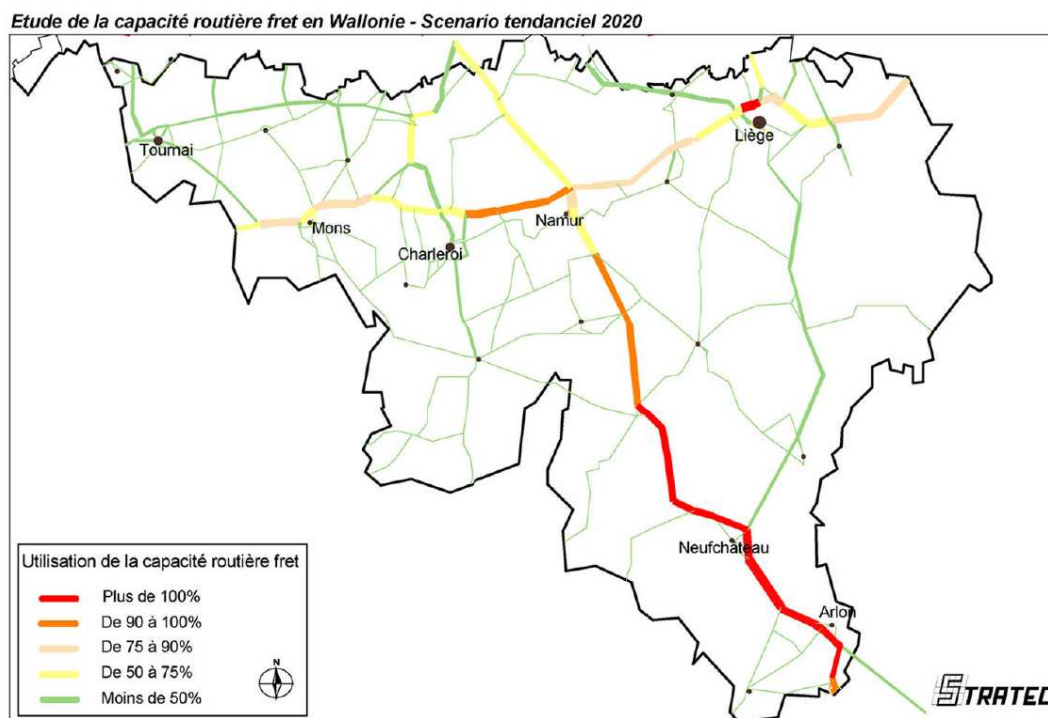 Etude de la capacité routière fret en Wallonie - Scenario tendanciel 2020
Tournai
Liège
Mons
Namur
Charleroi
Neufchâteau
Arlon
Utilisation de la capacité routière fret
Plus de 100%
De 90 à 100%
De 75 à 90%
De 50 à 75%
Moins de 50%
N
STRATEC